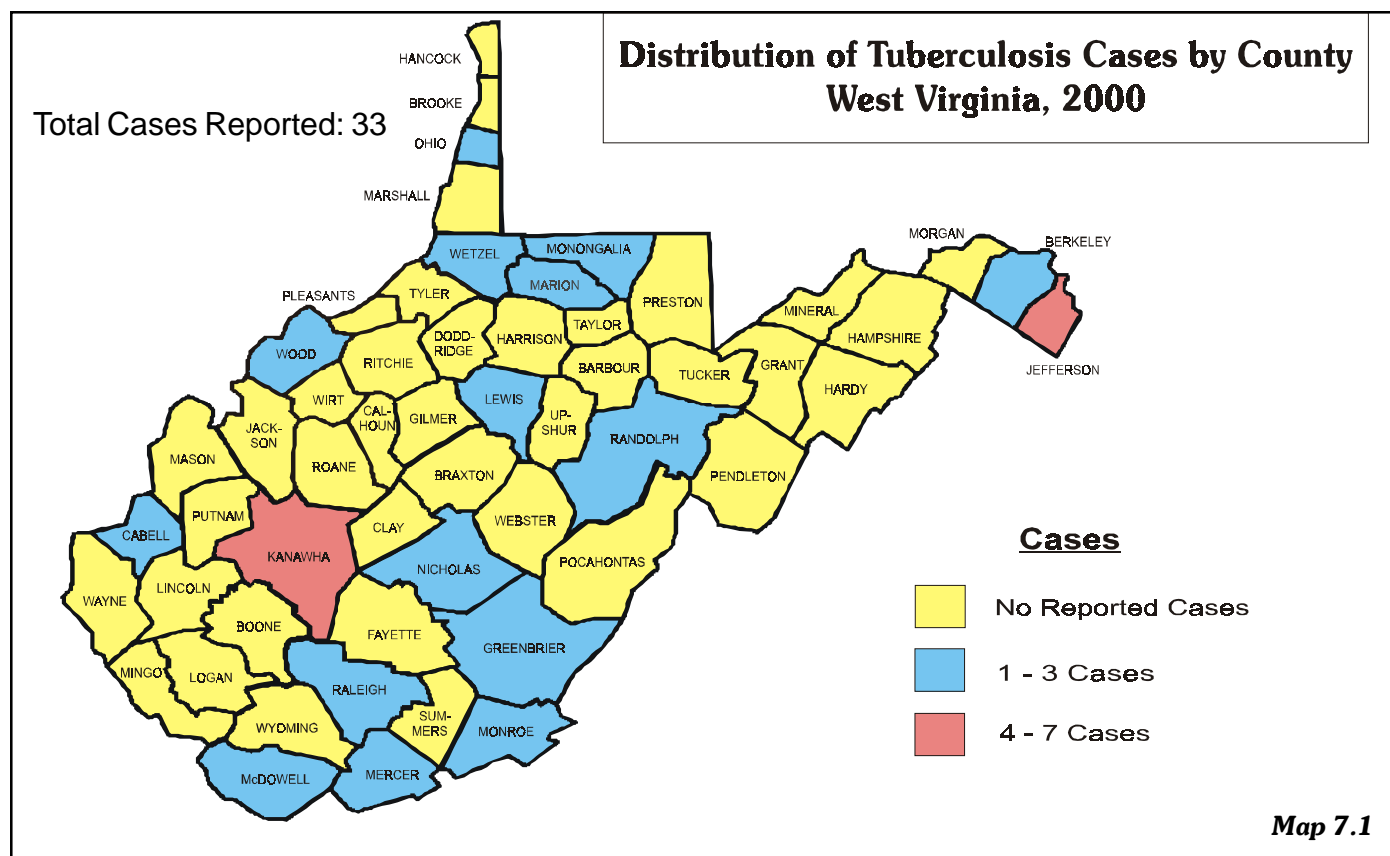 Distribution of Tuberculosis Cases by County
West Virginia, 2000
Total Cases Reported: 33
HANCOCK
BROOKE
OHIO
MARSHALL
WETZEL
MONONGALIA
MARION
MORGAN
BERKELEY
JEFFERSON
PLEASANTS
TYLER
PRESTON
MINERAL
HAMPSHIRE
WOOD
RITCHIE
DODD-
RIDGE
HARRISON
TAYLOR
BARBOUR
TUCKER
GRANT
HARDY
WIRT
CAL-
HOUN
GILMER
LEWIS
UP-
SHUR
RANDOLPH
JACK-
SON
MASON
ROANE
BRAXTON
PENDLETON
PUTNAM
CLAY
WEBSTER
CABELL
KANAWHA
NICHOLAS
POCAHONTAS
WAYNE
LINCOLN
BOONE
FAYETTE
GREENBRIER
MINGO
LOGAN
RALEIGH
WYOMING
SUM-
MERS
MONROE
McDOWELL
MERCER
Cases
No Reported Cases
1 - 3 Cases
4 - 7 Cases
Map 7.1